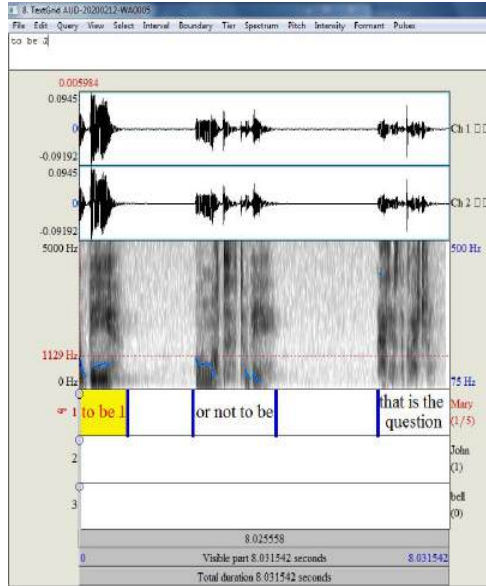 8. TextGrid AUD-20200212-WA0005
File Edit Query View Select Interval Boundary Tier Spectrum Pitch Intensity Formant Pulses
to be 1
0.005984
0.0945
0
-0.09192
Ch 1
0.0945
0
-0.09192
Ch 2
5000 Hz
500 Hz
1129 Hz
0 Hz
75 Hz
1
to be 1
or not to be
that is the
question
Mary
(1/5)
2
John
(1)
3
bell
(0)
8.025558
0
Visible part 8.031542 seconds
8.031542
Total duration 8.031542 seconds